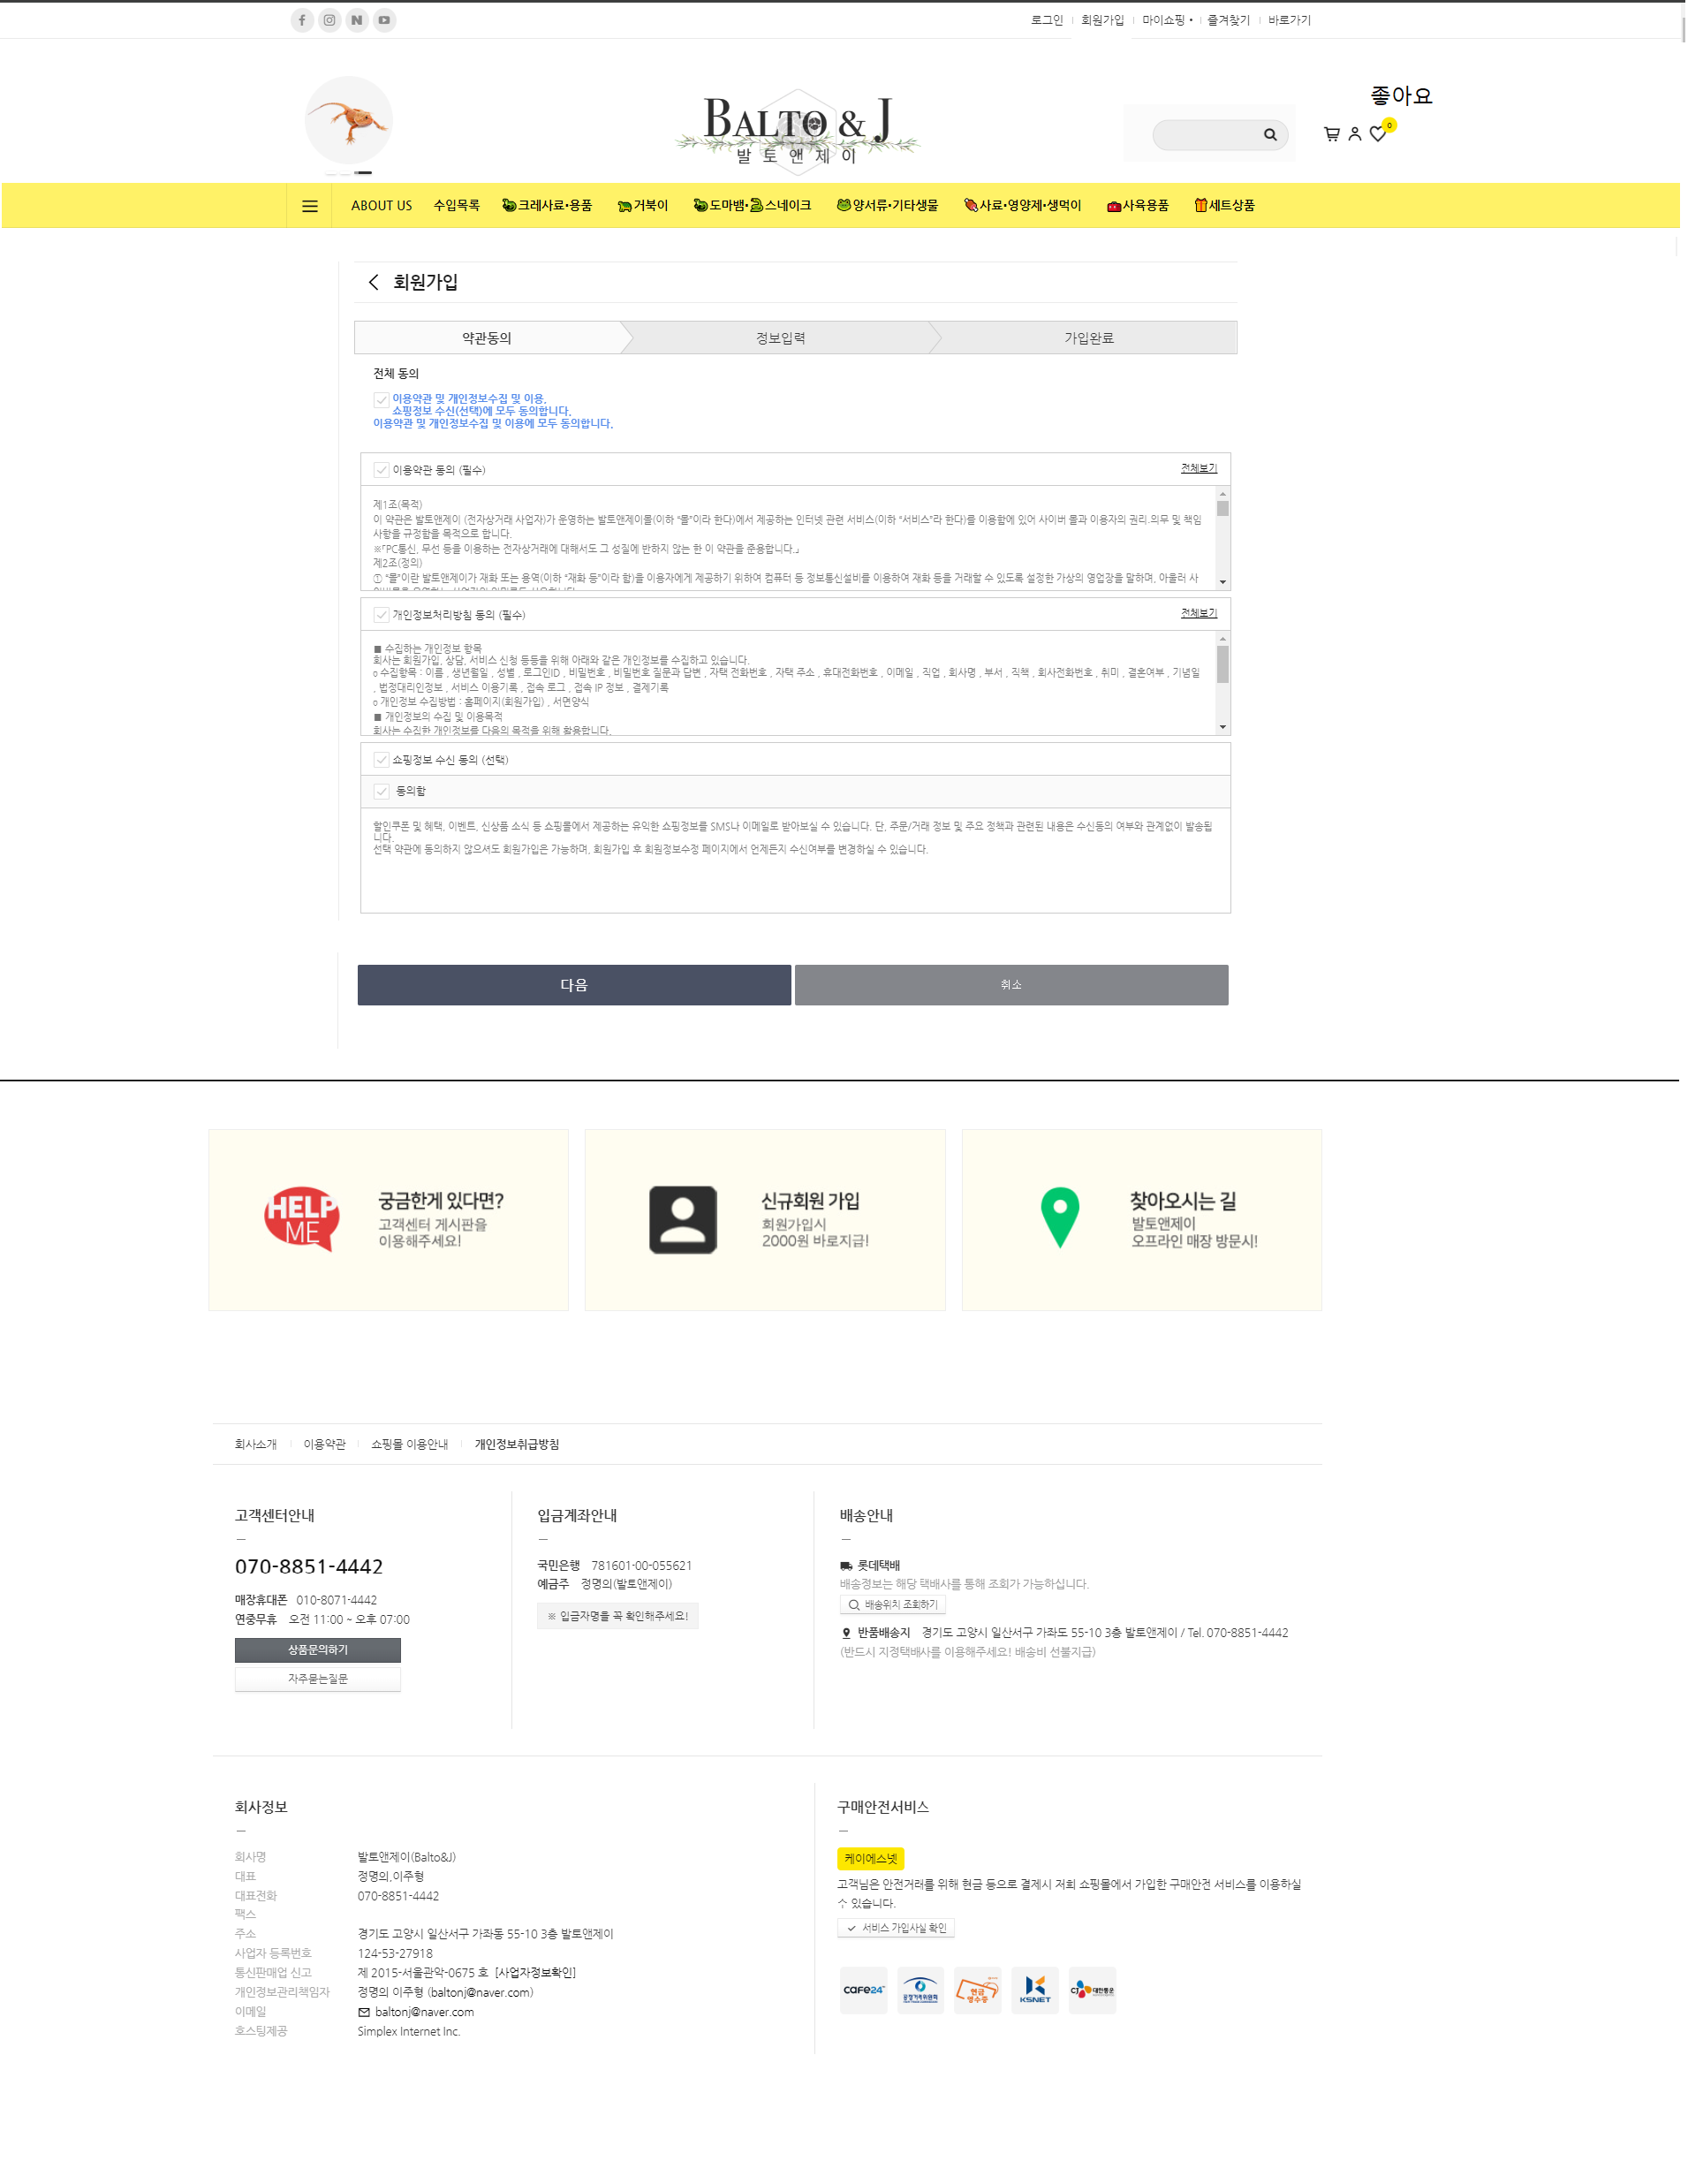 로그인
회원가입
마이쇼핑
즐겨찾기
바로가기
좋아요
BALTO & J
발토앤제이
0
ABOUT US
수입목록
크레사료•용품
거북이
도마뱀•스네이크
양서류•기타생물
사료•영양제•생먹이
사육용품
세트상품
회원가입
약관동의
정보입력
가입완료
전체 동의
이용약관 및 개인정보수집 및 이용,
쇼핑정보 수신(선택)에 모두 동의합니다.
이용약관 및 개인정보수집 및 이용에 모두 동의합니다.
이용약관 동의 (필수)
전체보기
제1조(목적)
이 약관은 발토앤제이 (전자상거래 사업자)가 운영하는 발토앤제이몰(이하 "몰"이라 한다)에서 제공하는 인터넷 관련 서비스(이하 "서비스"라 한다)를 이용함에 있어 사이버 몰과 이용자의 권리.의무 및 책임
사항을 규정함을 목적으로 합니다.
※「PC통신, 무선 등을 이용하는 전자상거래에 대해서도 그 성질에 반하지 않는 한 이 약관을 준용합니다.」
제2조(정의)
① "몰"이란 발토앤제이가 재화 또는 용역(이하 "재화 등"이라 함)을 이용자에게 제공하기 위하여 컴퓨터 등 정보통신설비를 이용하여 재화 등을 거래할 수 있도록 설정한 가상의 영업장을 말하며, 아울러 사
개인정보처리방침 동의 (필수)
전체보기
■ 수집하는 개인정보 항목
회사는 회원가입, 상담, 서비스 신청 등등을 위해 아래와 같은 개인정보를 수집하고 있습니다.
ο 수집항목 : 이름 , 생년월일 , 성별 , 로그인ID , 비밀번호 , 비밀번호 질문과 답변 , 자택 전화번호 , 자택 주소 , 휴대전화번호 , 이메일 , 직업 , 회사명 , 부서 , 직책 , 회사전화번호 , 취미 , 결혼여부 , 기념일
, 법정대리인정보 , 서비스 이용기록 , 접속 로그 , 접속 IP 정보 , 결제기록
ο 개인정보 수집방법 : 홈페이지(회원가입) , 서면양식
■ 개인정보의 수집 및 이용목적
회사는 수집한 개인정보를 다음의 목적을 위해 활용합니다.
쇼핑정보 수신 동의 (선택)
동의함
할인쿠폰 및 혜택, 이벤트, 신상품 소식 등 쇼핑몰에서 제공하는 유익한 쇼핑정보를 SMS나 이메일로 받아보실 수 있습니다. 단, 주문/거래 정보 및 주요 정책과 관련된 내용은 수신동의 여부와 관계없이 발송됩
니다.
선택 약관에 동의하지 않으셔도 회원가입은 가능하며, 회원가입 후 회원정보수정 페이지에서 언제든지 수신여부를 변경하실 수 있습니다.
다음
취소
HELP
ME
궁금한게 있다면?
고객센터 게시판을
이용해주세요!
신규회원 가입
회원가입시
2000원 바로지급!
찾아오시는 길
발토앤제이
오프라인 매장 방문시!
회사소개
이용약관
쇼핑몰 이용안내
개인정보취급방침
고객센터안내
070-8851-4442
매장휴대폰 010-8071-4442
연중무휴 오전 11:00 ~ 오후 07:00
상품문의하기
자주묻는질문
입금계좌안내
국민은행 781601-00-055621
예금주 정명의(발토앤제이)
※ 입금자명을 꼭 확인해주세요!
배송안내
롯데택배
배송정보는 해당 택배사를 통해 조회가 가능하십니다.
배송위치 조회하기
반품배송지 경기도 고양시 일산서구 가좌도 55-10 3층 발토앤제이 / Tel. 070-8851-4442
(반드시 지정택배사를 이용해주세요! 배송비 선불지급)
회사정보
회사명 발토앤제이(Balto&J)
대표 정명의,이주형
대표전화 070-8851-4442
팩스
주소 경기도 고양시 일산서구 가좌동 55-10 3층 발토앤제이
사업자 등록번호 124-53-27918
통신판매업 신고 제 2015-서울관악-0675 호 [사업자정보확인]
개인정보관리책임자 정명의 이주형 (baltonj@naver.com)
이메일 baltonj@naver.com
호스팅제공 Simplex Internet Inc.
구매안전서비스
케이에스넷
고객님은 안전거래를 위해 현금 등으로 결제시 저희 쇼핑몰에서 가입한 구매안전 서비스를 이용하실
수 있습니다.
서비스 가입사실 확인
cafe24
공정거래위원회
현금
영수증
KSNET
CJ 대한통운